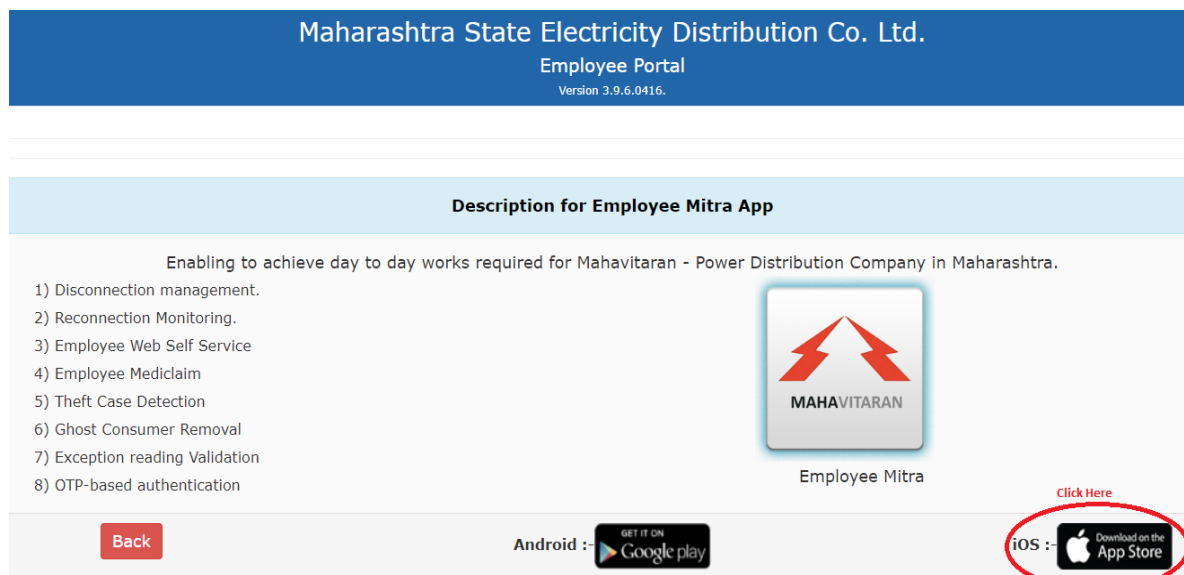 Maharashtra State Electricity Distribution Co. Ltd.
Employee Portal
Version 3.9.6.0416.
Description for Employee Mitra App
Enabling to achieve day to day works required for Mahavitaran - Power Distribution Company in Maharashtra.
1) Disconnection management.
2) Reconnection Monitoring.
3) Employee Web Self Service
4) Employee Mediclaim
5) Theft Case Detection
6) Ghost Consumer Removal
7) Exception reading Validation
8) OTP-based authentication
MAHAVITARAN
Employee Mitra
Click Here
Back
Android :-
GET IT ON
Google play
iOS :-
Download on the
App Store